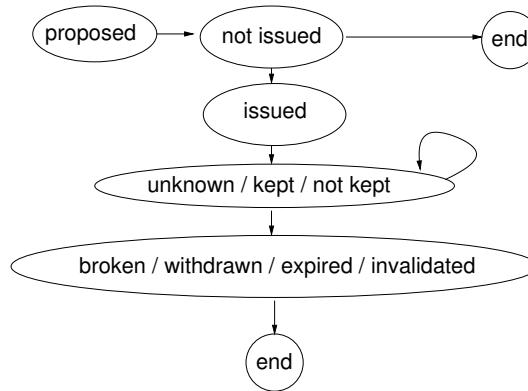 proposed
not issued
end
issued
unknown / kept / not kept
broken / withdrawn / expired / invalidated
end